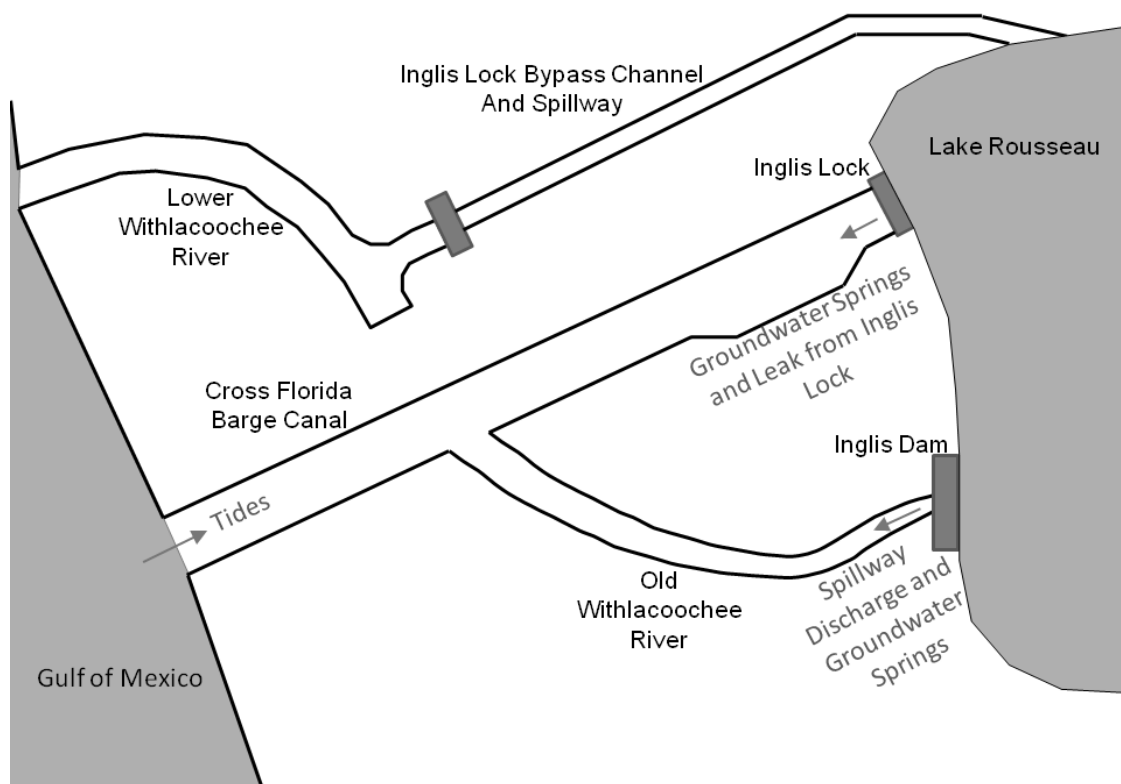 Inglis Lock Bypass Channel
And Spillway
Lake Rousseau
Inglis Lock
Lower
Withlacoochee
River
Groundwater Springs
and Leak from Inglis
Lock
Cross Florida
Barge Canal
Inglis Dam
Tides
Old
Withlacoochee
River
Spillway
Discharge and
Groundwater
Springs
Gulf of Mexico